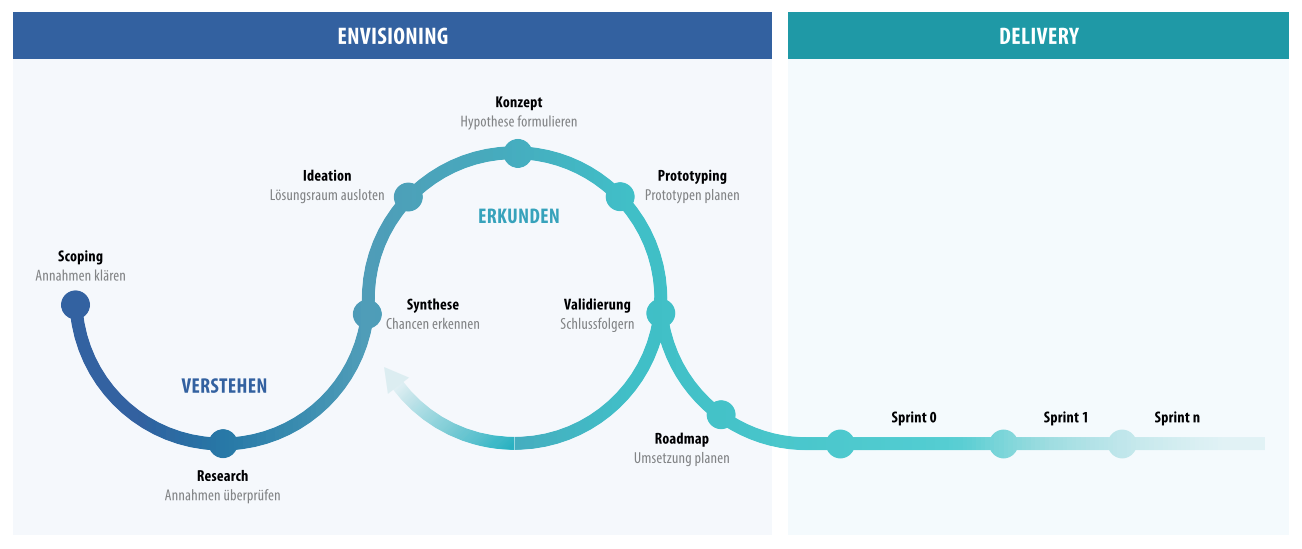 ENVISIONING
DELIVERY
Konzept
Hypothese formulieren
Ideation
Lösungsraum ausloten
Prototyping
Prototypen planen
ERKUNDEN
Scoping
Annahmen klären
Synthese
Chancen erkennen
Validierung
Schlussfolgern
VERSTEHEN
Research
Annahmen überprüfen
Roadmap
Umsetzung planen
Sprint 0
Sprint 1
Sprint n